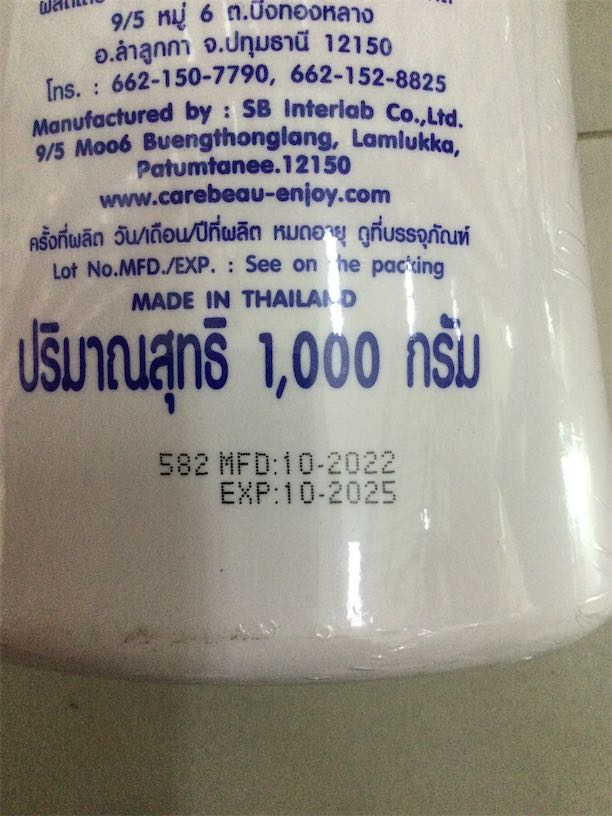 9/5 หมู่ 6 ต.บึงทองหลาง
อ.ลำลูกกา จ.ปทุมธานี 12150
โทร. : 662-150-7790, 662-152-8825
Manufactured by : SB Interlab Co.,Ltd.
9/5 Moo6 Buengthonglang, Lamlukka,
Patumtanee.12150
www.carebeau-enjoy.com
ครั้งที่ผลิต วัน/เดือน/ปีที่ผลิต หมดอายุ ดูที่บรรจุภัณฑ์
Lot No.MFD./EXP. : See on the packing
MADE IN THAILAND
ปริมาณสุทธิ 1,000 กรัม
582 MFD:10-2022
EXP:10-2025